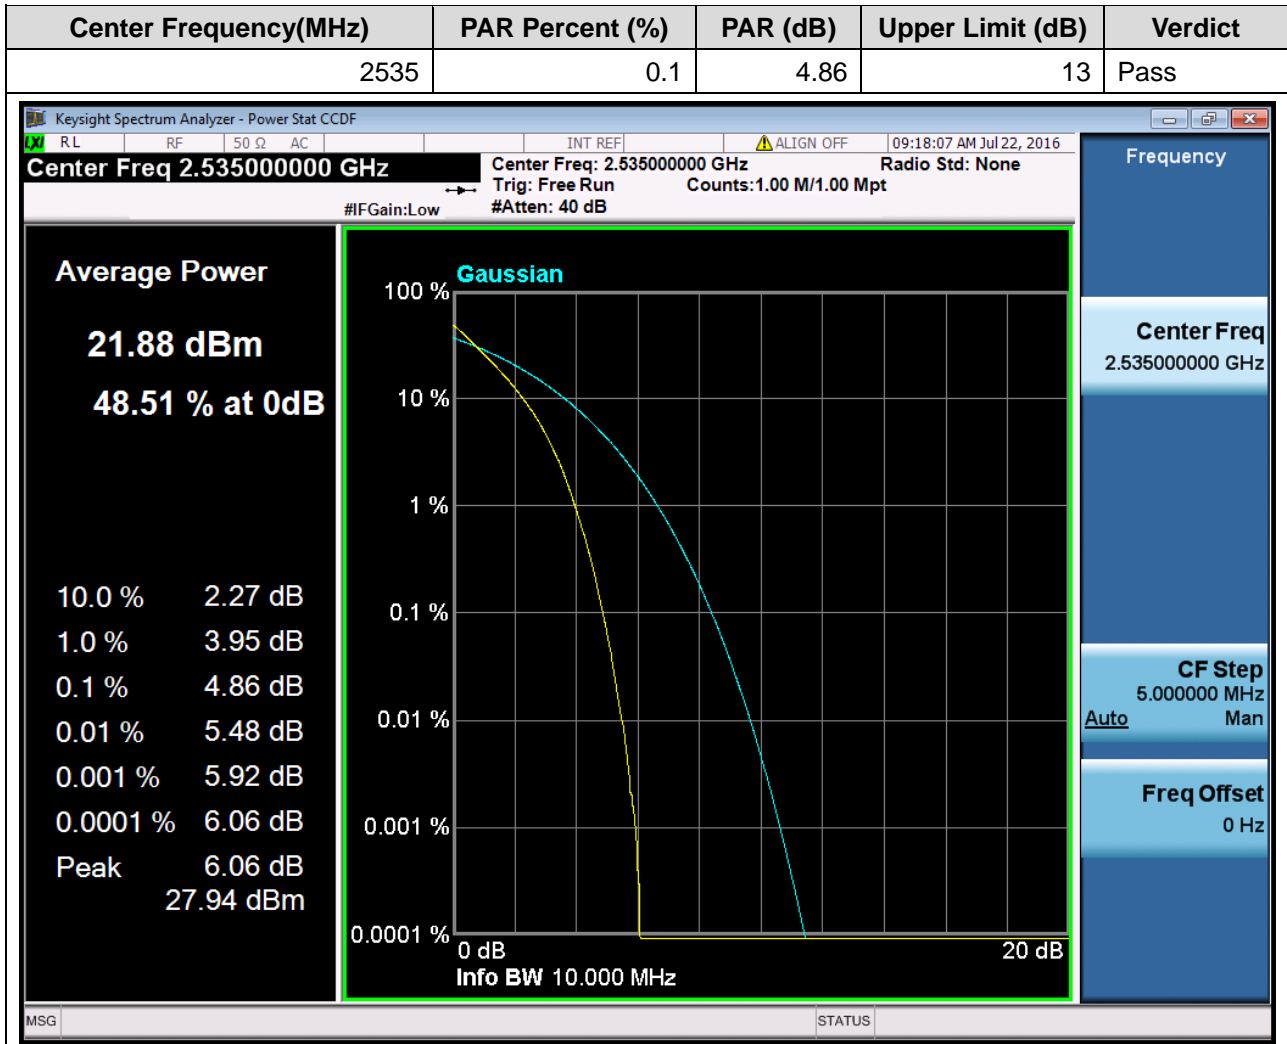 Center Frequency(MHz) PAR Percent (%) PAR (dB) Upper Limit (dB) Verdict
2535 0.1 4.86 13 Pass
Keysight Spectrum Analyzer - Power Stat CCDF
LXI RL RF 50 Ω AC INT REF ALIGN OFF 09:18:07 AM Jul 22, 2016
Center Freq 2.535000000 GHz
#IFGain:Low
Center Freq: 2.535000000 GHz Radio Std: None
Trig: Free Run Counts:1.00 M/1.00 Mpt
#Atten: 40 dB
Average Power
21.88 dBm
48.51 % at 0dB
10.0 % 2.27 dB
1.0 % 3.95 dB
0.1 % 4.86 dB
0.01 % 5.48 dB
0.001 % 5.92 dB
0.0001 % 6.06 dB
Peak 6.06 dB
27.94 dBm
Gaussian
100 %
10 %
1 %
0.1 %
0.01 %
0.001 %
0.0001 %
0 dB 20 dB
Info BW 10.000 MHz
Frequency
Center Freq
2.535000000 GHz
CF Step
5.000000 MHz
Auto Man
Freq Offset
0 Hz
MSG STATUS